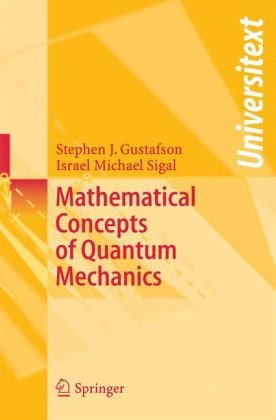 Universitext
Stephen J. Gustafson
Israel Michael Sigal
Mathematical
Concepts
of Quantum
Mechanics
Springer